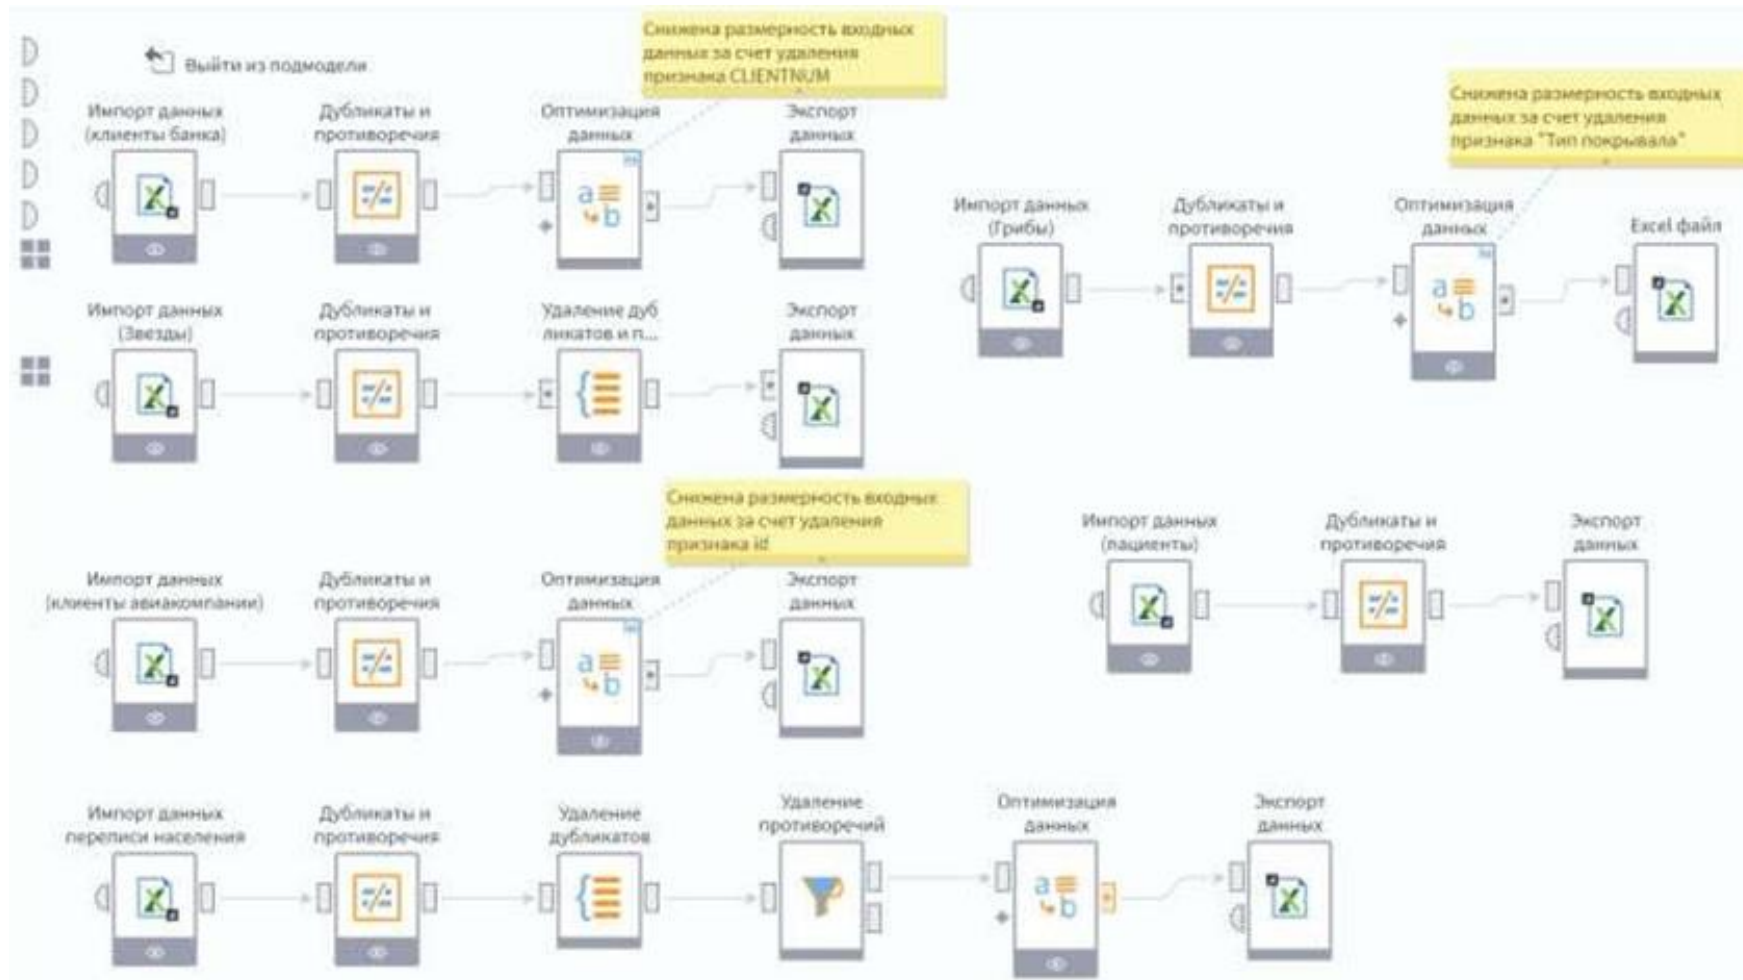 Выйти из подмодели
Снижена размерность входных
данных за счет удаления
признака CLIENTNUM
Импорт данных
(клиенты банка)
Дубликаты и
противоречия
Оптимизация
данных
Экспорт
данных
Снижена размерность входных
данных за счет удаления
признака "Тип покрывала"
Импорт данных
(Грибы)
Дубликаты и
противоречия
Оптимизация
данных
Excel файл
Импорт данных
(Звезды)
Дубликаты и
противоречия
Удаление дуб
ликатов и п...
Экспорт
данных
Снижена размерность входных
данных за счет удаления
признака id
Импорт данных
(клиенты авиакомпании)
Дубликаты и
противоречия
Оптимизация
данных
Экспорт
данных
Импорт данных
(пациенты)
Дубликаты и
противоречия
Экспорт
данных
Импорт данных
переписи населения
Дубликаты и
противоречия
Удаление
дубликатов
Удаление
противоречий
Оптимизация
данных
Экспорт
данных